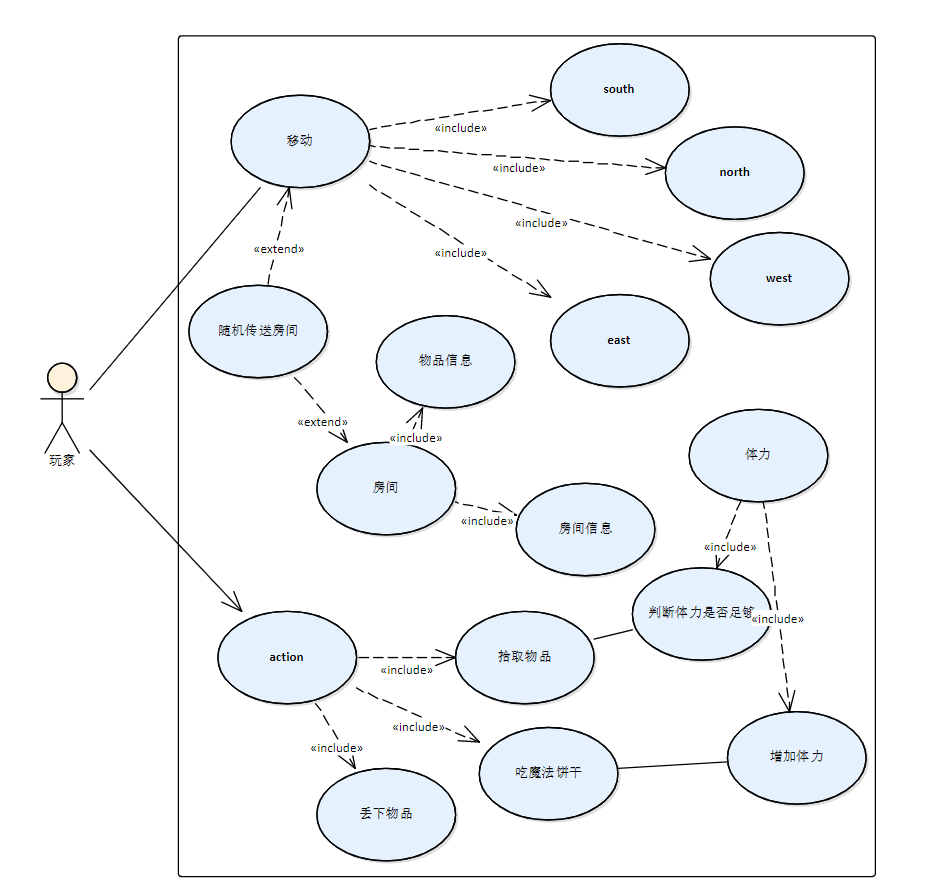 south
移动
«include»
north
«include»
«include»
west
«extend»
«include»
随机传送房间
east
物品信息
«extend»
«include»
体力
玩家
房间
«include»
房间信息
«include»
判断体力是否足够
«include»
action
拾取物品
«include»
«include»
«include»
增加体力
吃魔法饼干
丢下物品